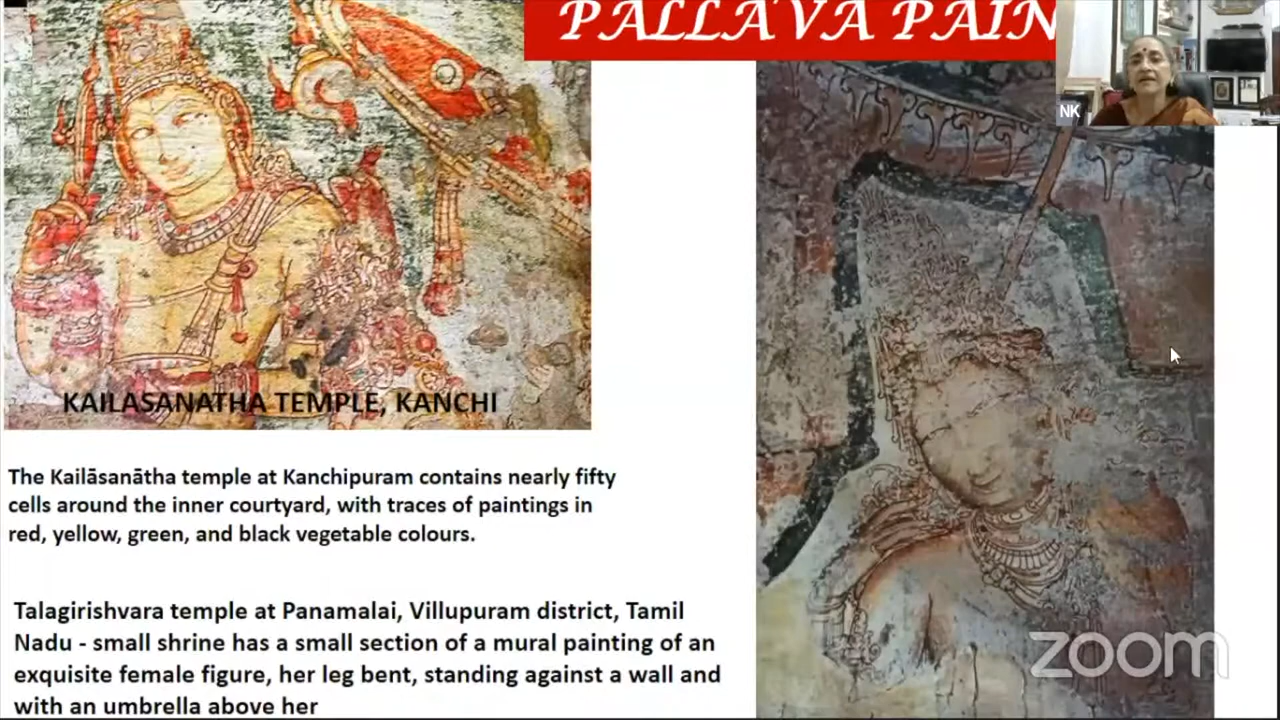 PALLAVA PAIN
NK
KAILASANATHA TEMPLE, KANCHI
The Kailāsanātha temple at Kanchipuram contains nearly fifty
cells around the inner courtyard, with traces of paintings in
red, yellow, green, and black vegetable colours.
Talagirishvara temple at Panamalai, Villupuram district, Tamil
Nadu - small shrine has a small section of a mural painting of an
exquisite female figure, her leg bent, standing against a wall and
with an umbrella above her
zoom